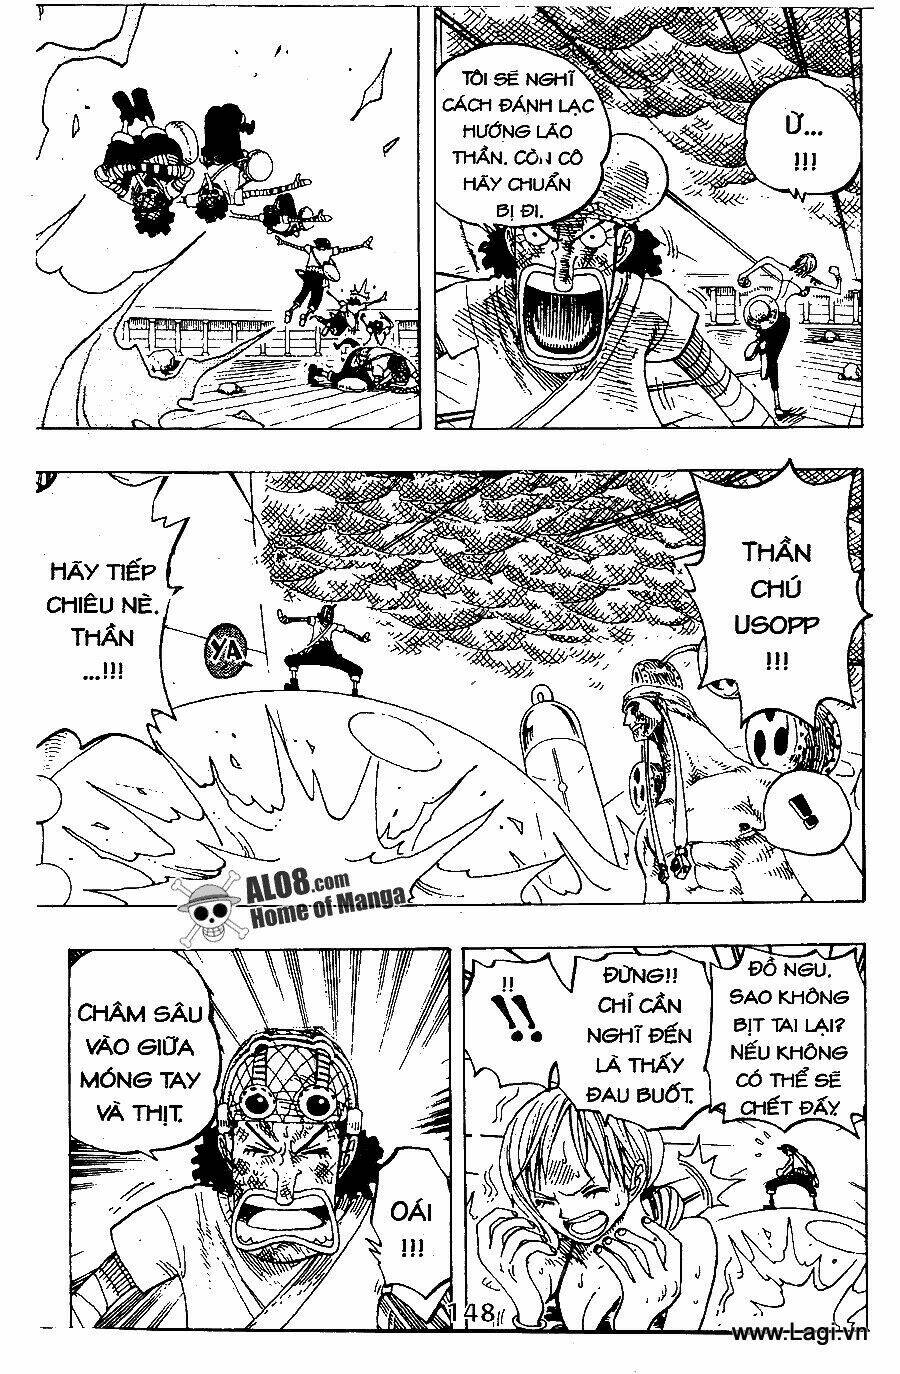 Ừ...
!!!
TÔI SẼ NGHĨ
CÁCH ĐÁNH LẠC
HƯỚNG LÃO
THẦN. CÒN CÔ
HÃY CHUẨN
BỊ ĐI.
THẦN
CHÚ
USOPP
!!!
!
YA
HÃY TIẾP
CHIÊU NÈ.
THẦN
...!!!
AL08.com
Home of Manga
ĐỒ NGU.
SAO KHÔNG
BỊT TAI LẠI?
NẾU KHÔNG
CÓ THỂ SẼ
CHẾT ĐẤY.
ĐỪNG!!
CHỈ CẦN
NGHĨ ĐẾN
LÀ THẤY
ĐAU BUỐT.
!!
!!
CHÂM SÂU
VÀO GIỮA
MÓNG TAY
VÀ THỊT.
OÁI
!!!
148
www.Lagi.vn